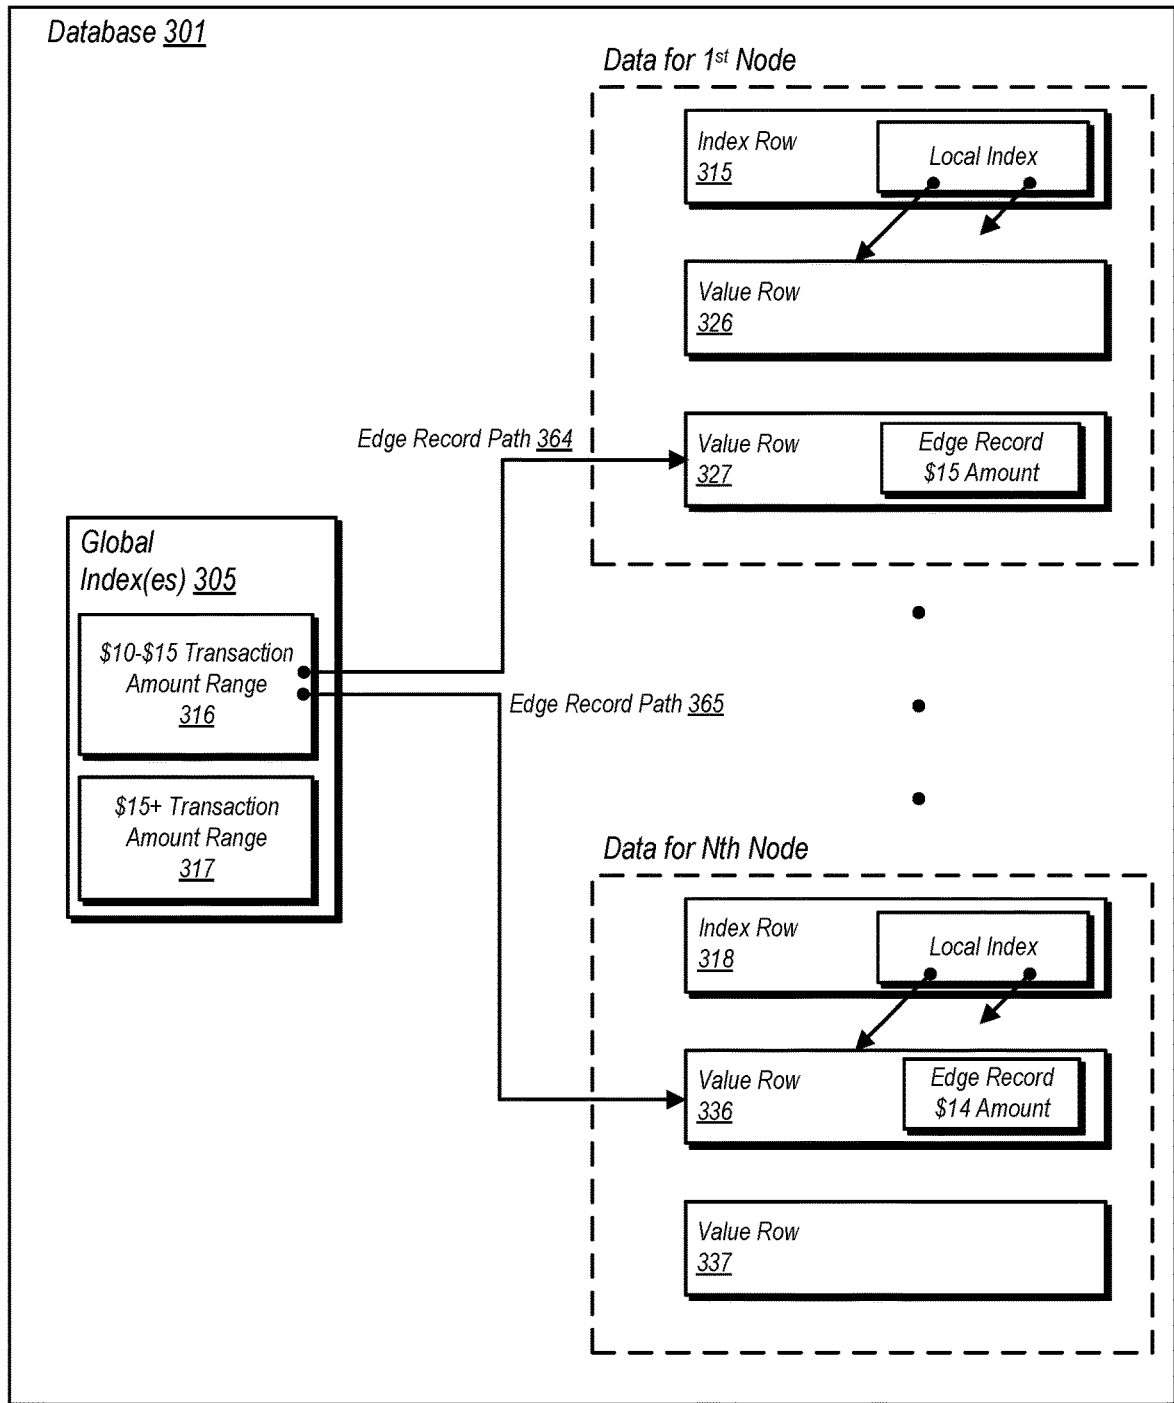 Database 301
Data for 1st Node
Index Row
315
Local Index
Value Row
326
Edge Record Path 364
Value Row
327
Edge Record
$15 Amount
Global
Index(es) 305
$10-$15 Transaction
Amount Range
316
Edge Record Path 365
$15+ Transaction
Amount Range
317
Data for Nth Node
Index Row
318
Local Index
Value Row
336
Edge Record
$14 Amount
Value Row
337